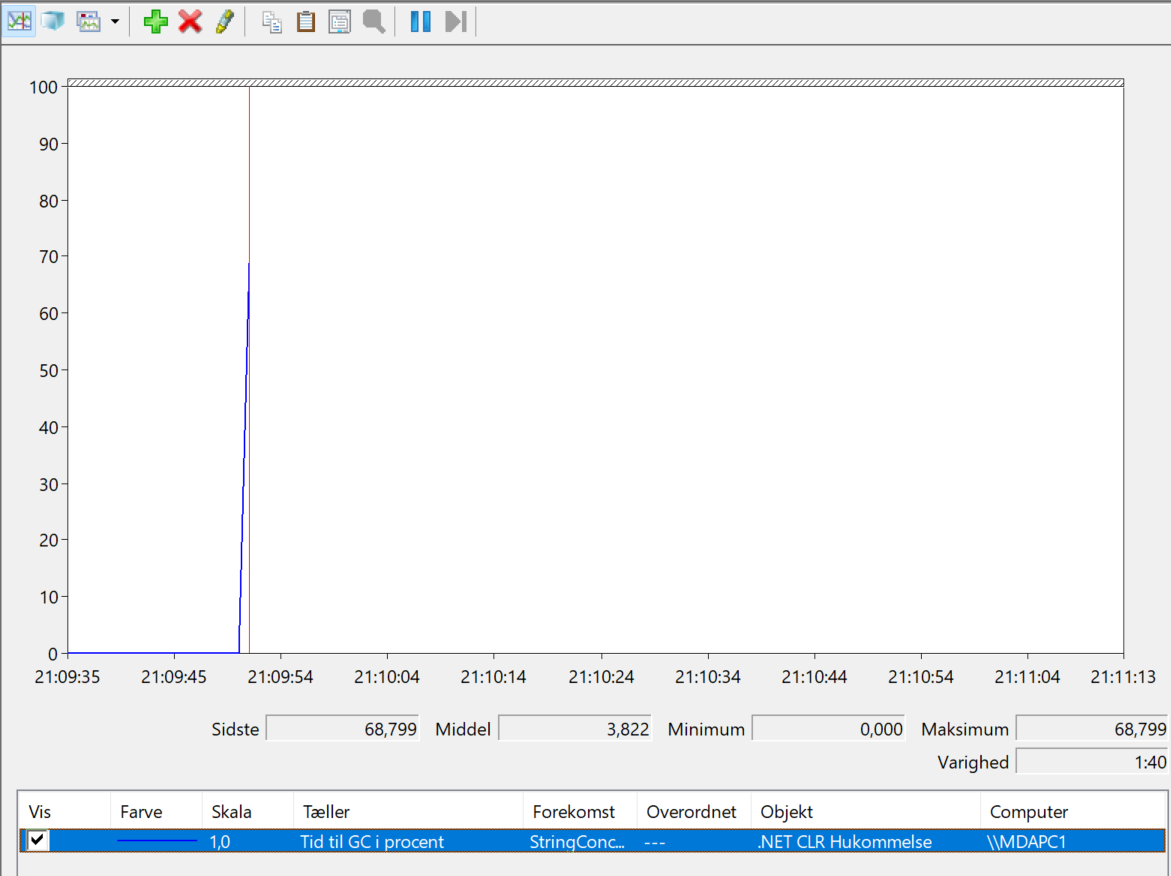 100
90
80
70
60
50
40
30
20
10
0
21:09:35 21:09:45 21:09:54 21:10:04 21:10:14 21:10:24 21:10:34 21:10:44 21:10:54 21:11:04 21:11:13
Sidste 68,799 Middel 3,822 Minimum 0,000 Maksimum 68,799
Varighed 1:40
Vis Farve Skala Tæller Forekomst Overordnet Objekt Computer
1,0 Tid til GC i procent StringConc... --- .NET CLR Hukommelse \\MDAPC1